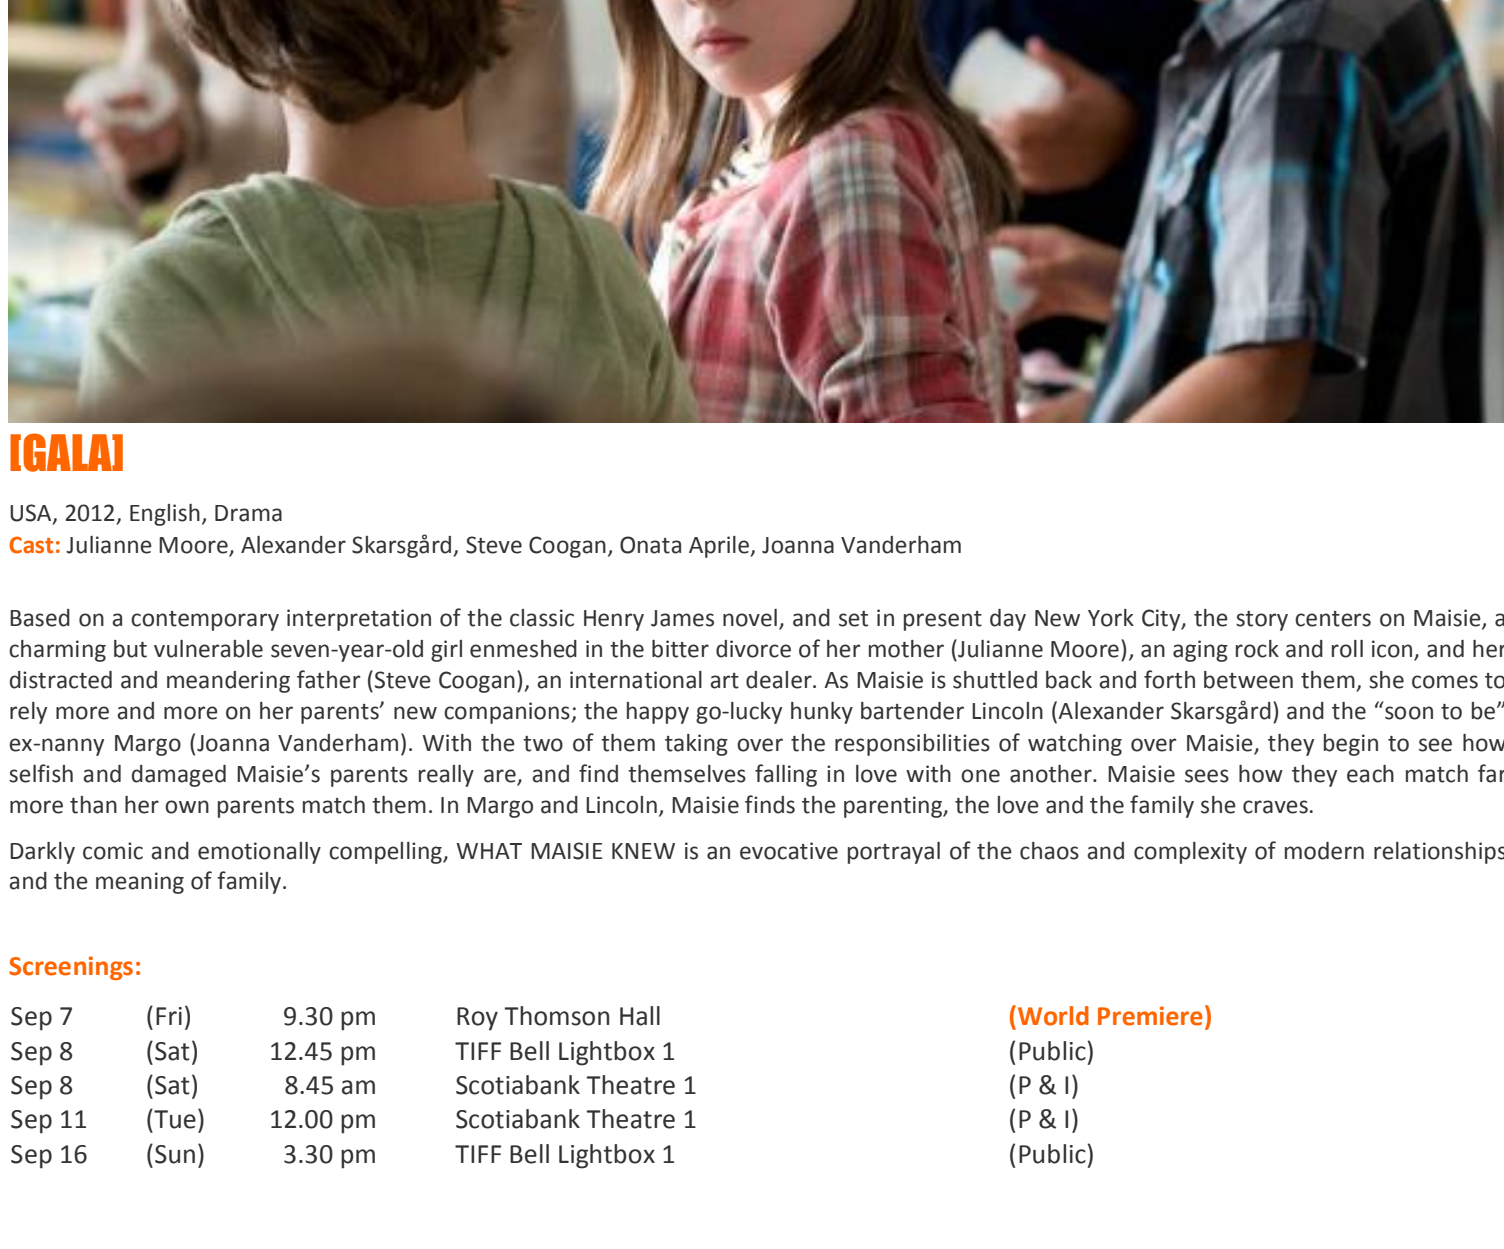 [GALA]
USA, 2012, English, Drama
Cast: Julianne Moore, Alexander Skarsgård, Steve Coogan, Onata Aprile, Joanna Vanderham
Based on a contemporary interpretation of the classic Henry James novel, and set in present day New York City, the story centers on Maisie, a
charming but vulnerable seven-year-old girl enmeshed in the bitter divorce of her mother (Julianne Moore), an aging rock and roll icon, and her
distracted and meandering father (Steve Coogan), an international art dealer. As Maisie is shuttled back and forth between them, she comes to
rely more and more on her parents’ new companions; the happy go-lucky hunky bartender Lincoln (Alexander Skarsgård) and the “soon to be”
ex-nanny Margo (Joanna Vanderham). With the two of them taking over the responsibilities of watching over Maisie, they begin to see how
selfish and damaged Maisie’s parents really are, and find themselves falling in love with one another. Maisie sees how they each match far
more than her own parents match them. In Margo and Lincoln, Maisie finds the parenting, the love and the family she craves.
Darkly comic and emotionally compelling, WHAT MAISIE KNEW is an evocative portrayal of the chaos and complexity of modern relationships
and the meaning of family.
Screenings:
Sep 7 (Fri) 9.30 pm Roy Thomson Hall (World Premiere)
Sep 8 (Sat) 12.45 pm TIFF Bell Lightbox 1 (Public)
Sep 8 (Sat) 8.45 am Scotiabank Theatre 1 (P & I)
Sep 11 (Tue) 12.00 pm Scotiabank Theatre 1 (P & I)
Sep 16 (Sun) 3.30 pm TIFF Bell Lightbox 1 (Public)